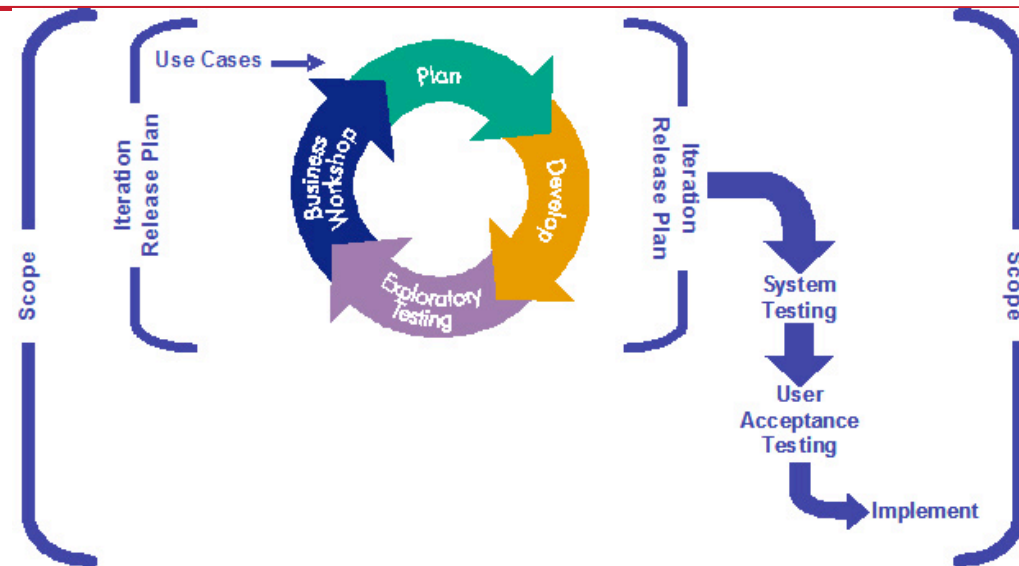 Scope
Iteration
Release Plan
Use Cases
Plan
Develop
Exploratory
Testing
Business
Workshop
Iteration
Release Plan
System
Testing
User
Acceptance
Testing
Implement
Scope